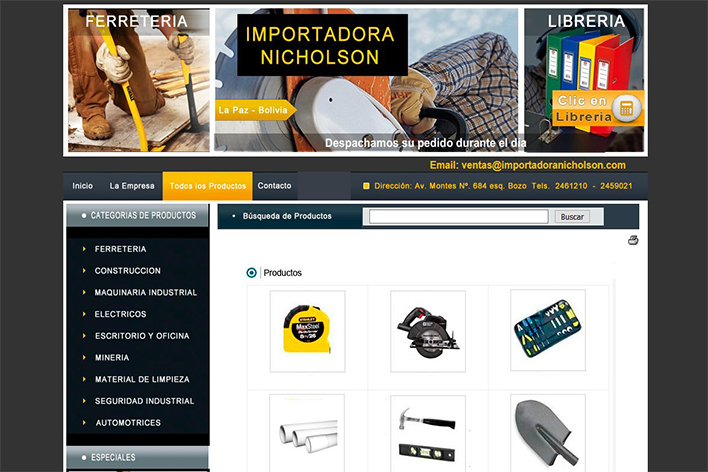 FERRETERIA
IMPORTADORA
NICHOLSON
LIBRERIA
La Paz - Bolivia
Clic en
Libreria
Despachamos su pedido durante el día
Email: ventas@importadoranicholson.com
Inicio La Empresa Todos los Productos Contacto Dirección: Av. Montes Nº. 684 esq. Bozo Tels. 2461210 - 2459021
CATEGORIAS DE PRODUCTOS
Búsqueda de Productos Buscar
FERRETERIA
CONSTRUCCION
MAQUINARIA INDUSTRIAL
ELECTRICOS
ESCRITORIO Y OFICINA
MINERIA
MATERIAL DE LIMPIEZA
SEGURIDAD INDUSTRIAL
AUTOMOTRICES
ESPECIALES
Productos
STANLEY
MaxSteel